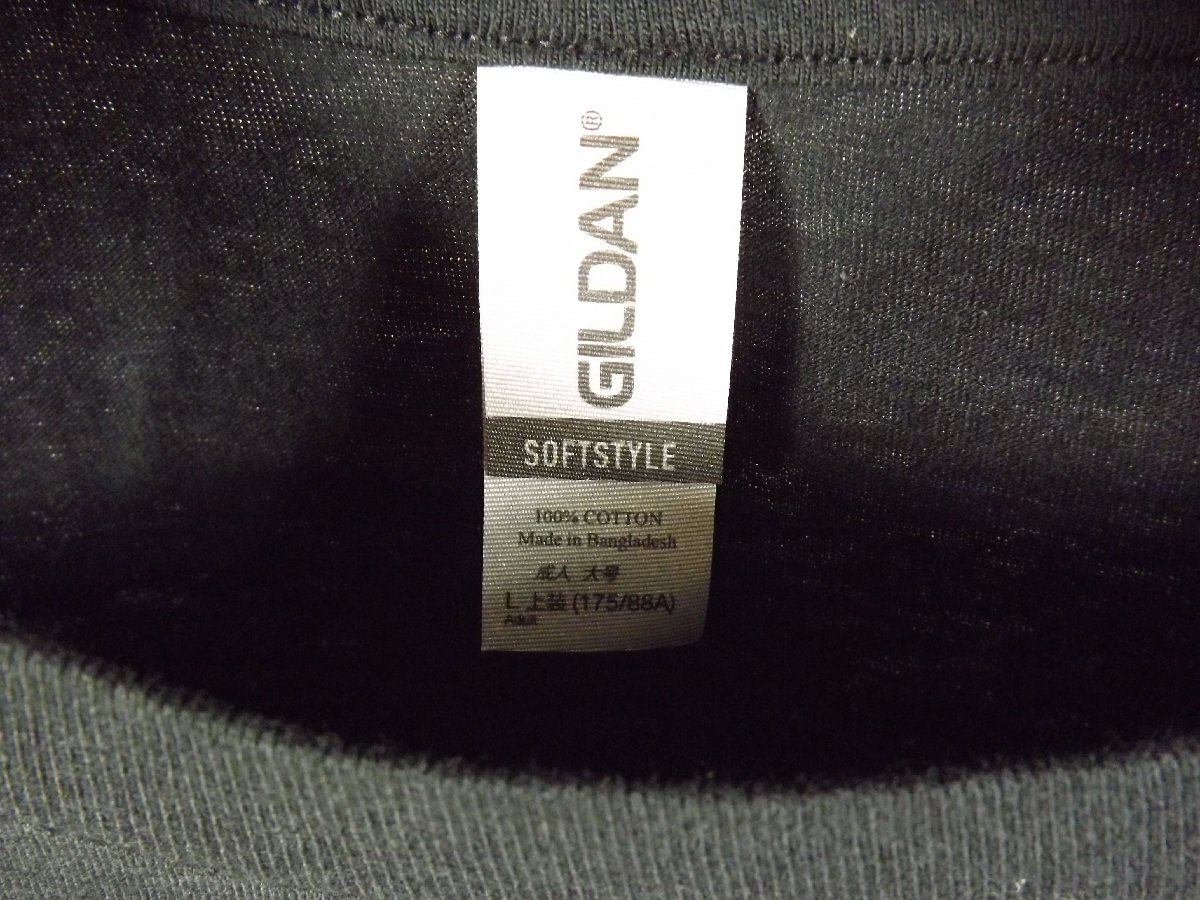 GILDAN®
SOFTSTYLE
100% COTTON
Made in Bangladesh
成人 大号
L 上装 (175/88A)
Adult